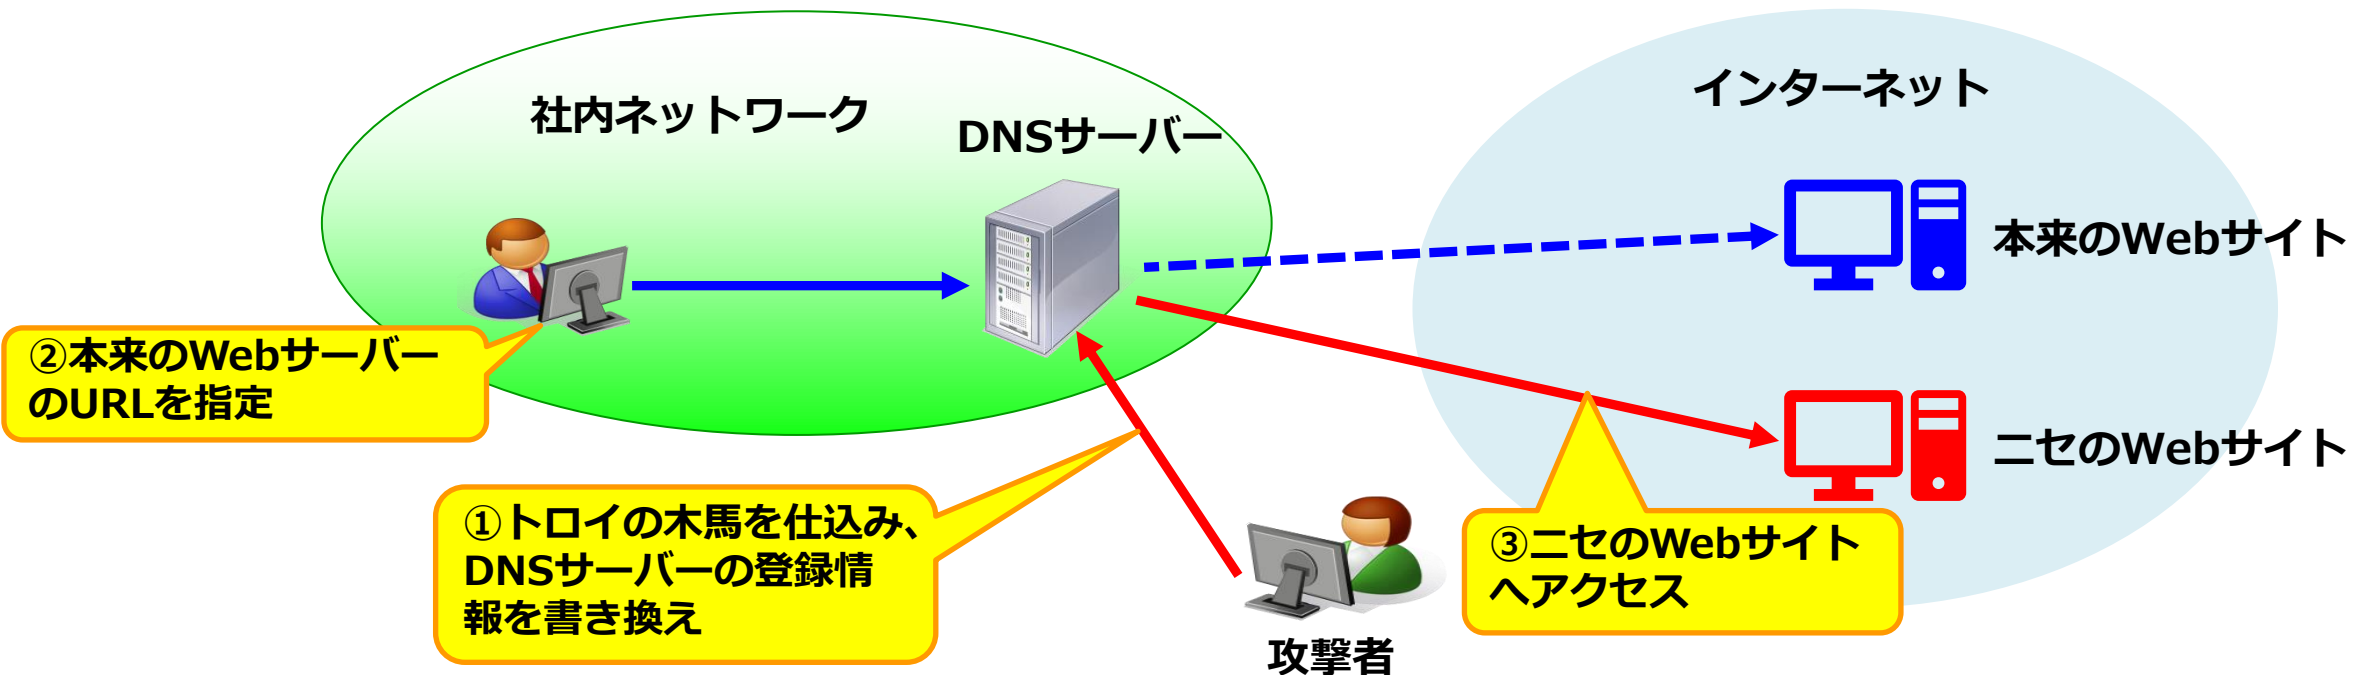 社内ネットワーク
DNSサーバー
インターネット
本来のWebサイト
②本来のWebサーバー
のURLを指定
ニセのWebサイト
①トロイの木馬を仕込み、
DNSサーバーの登録情
報を書き換え
③ニセのWebサイト
へアクセス
攻撃者